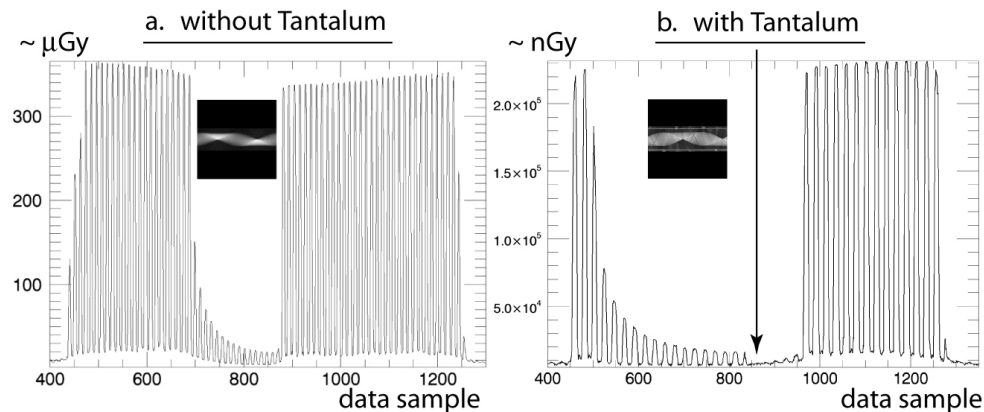 a. without Tantalum
~ μGy
300
200
100
400 600 800 1000 1200
data sample
b. with Tantalum
~ nGy
2.0×10⁵
1.5×10⁵
1.0×10⁵
5.0×10⁴
400 600 800 1000 1200
data sample